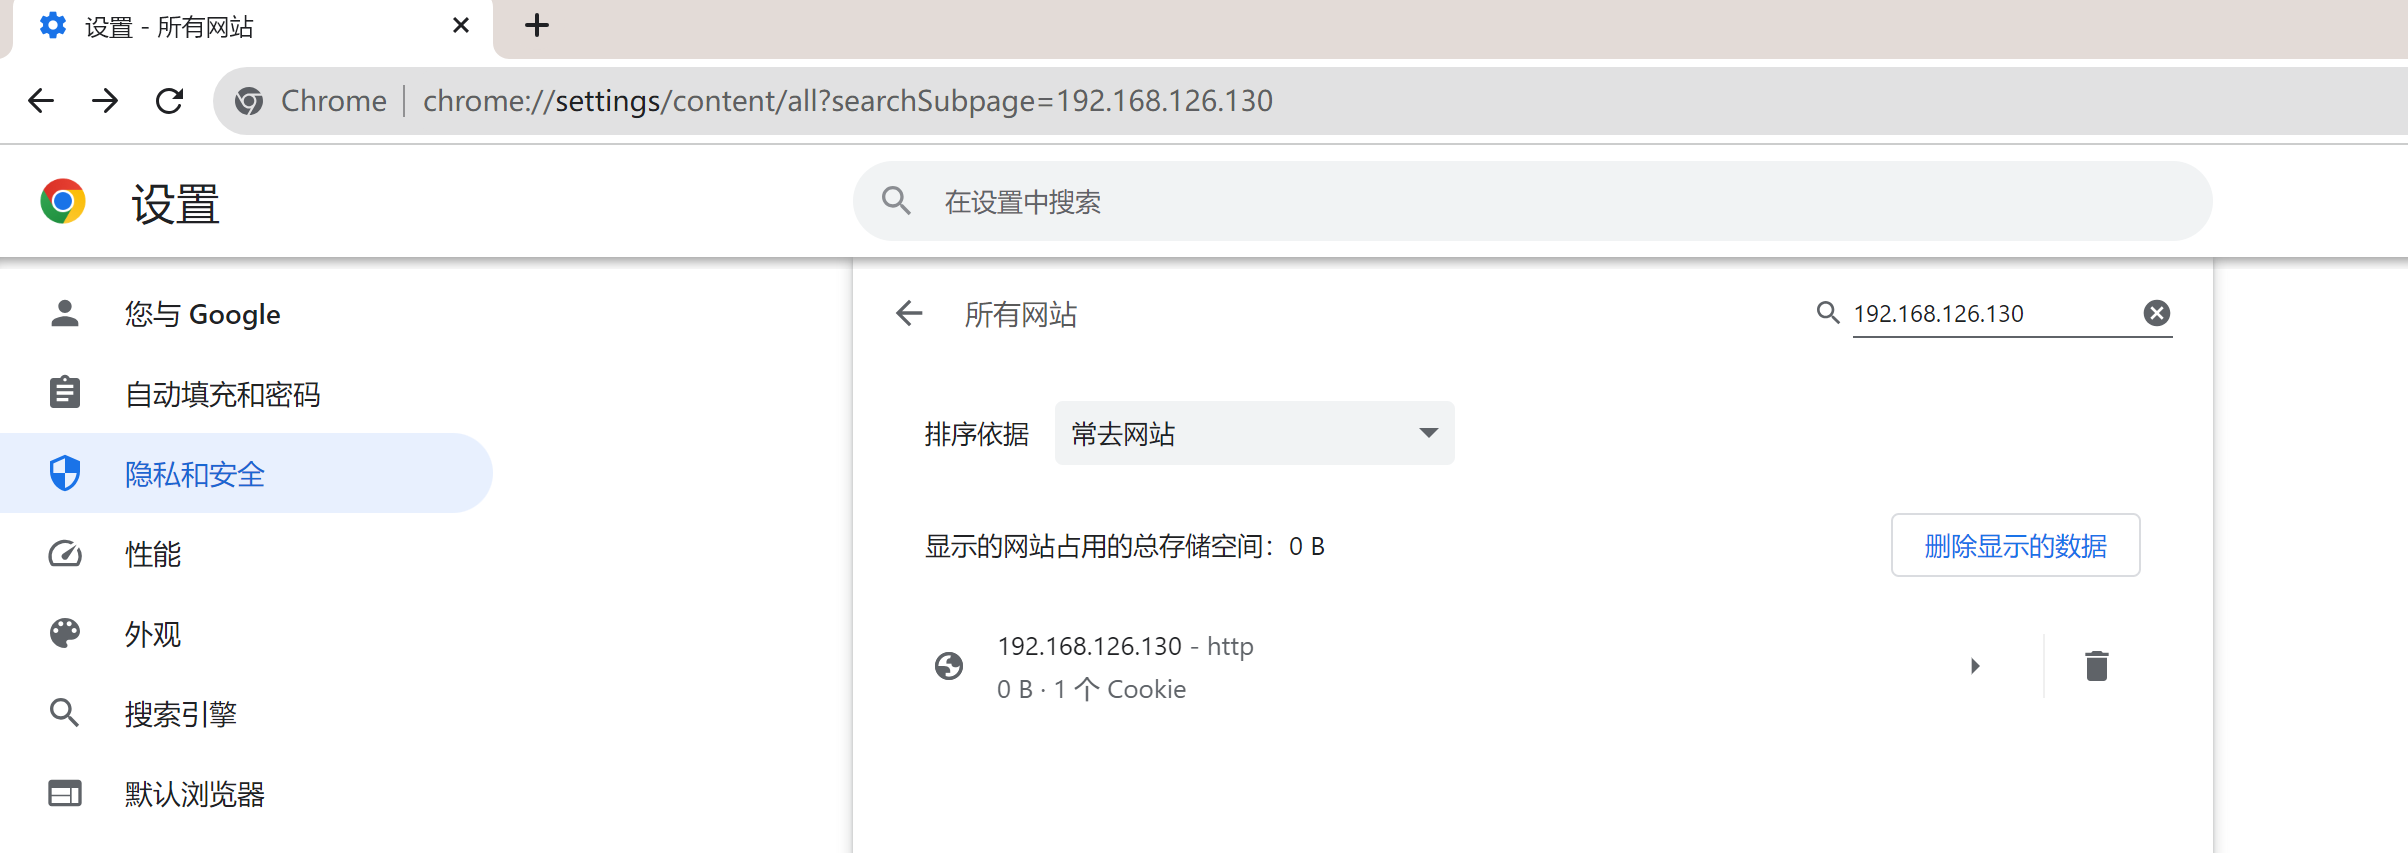 设置 - 所有网站
Chrome
chrome://settings/content/all?searchSubpage=192.168.126.130
设置
在设置中搜索
您与 Google
自动填充和密码
隐私和安全
性能
外观
搜索引擎
默认浏览器
所有网站
192.168.126.130
排序依据
常去网站
显示的网站占用的总存储空间：0 B
删除显示的数据
192.168.126.130 - http
0 B · 1 个 Cookie